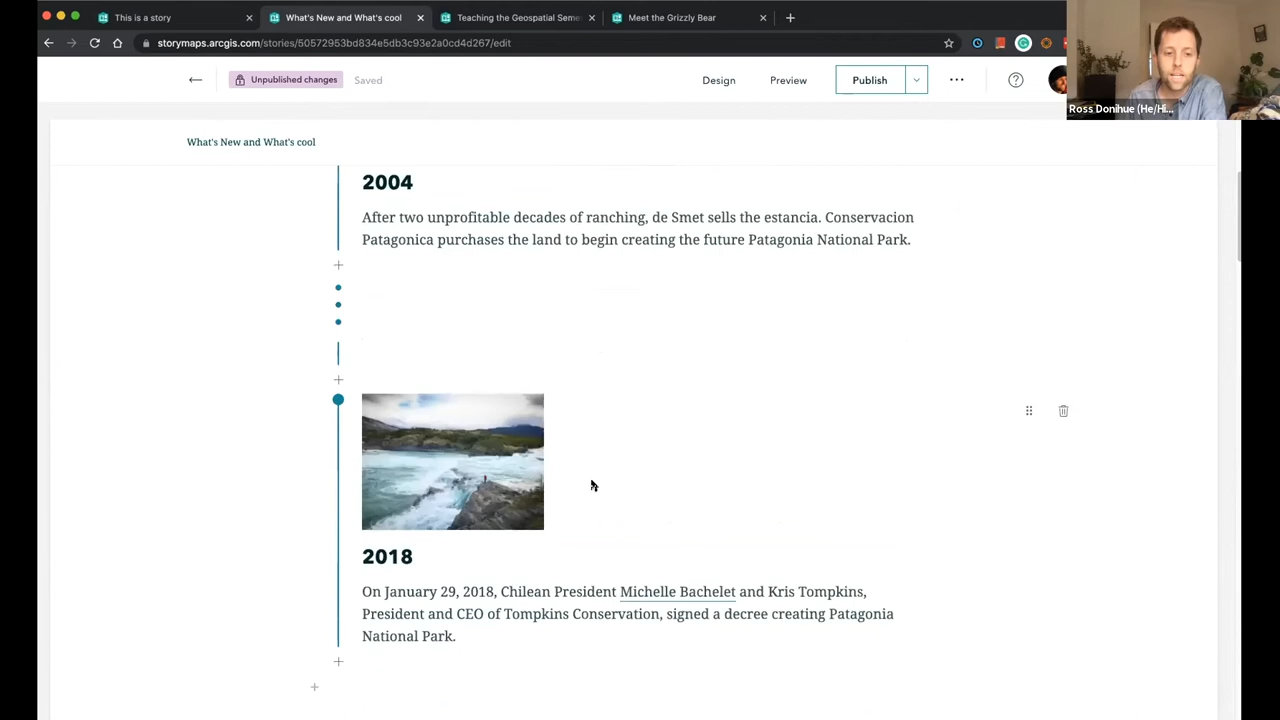 This is a story
What's New and What's cool
Teaching the Geospatial Seme
Meet the Grizzly Bear
storymaps.arcgis.com/stories/50572953bd834e5db3c93e2a0cd4d267/edit
Unpublished changes
Saved
Design
Preview
Publish
Ross Donihue (He/Hi...
What's New and What's cool
2004
After two unprofitable decades of ranching, de Smet sells the estancia. Conservacion
Patagonica purchases the land to begin creating the future Patagonia National Park.
2018
On January 29, 2018, Chilean President Michelle Bachelet and Kris Tompkins,
President and CEO of Tompkins Conservation, signed a decree creating Patagonia
National Park.